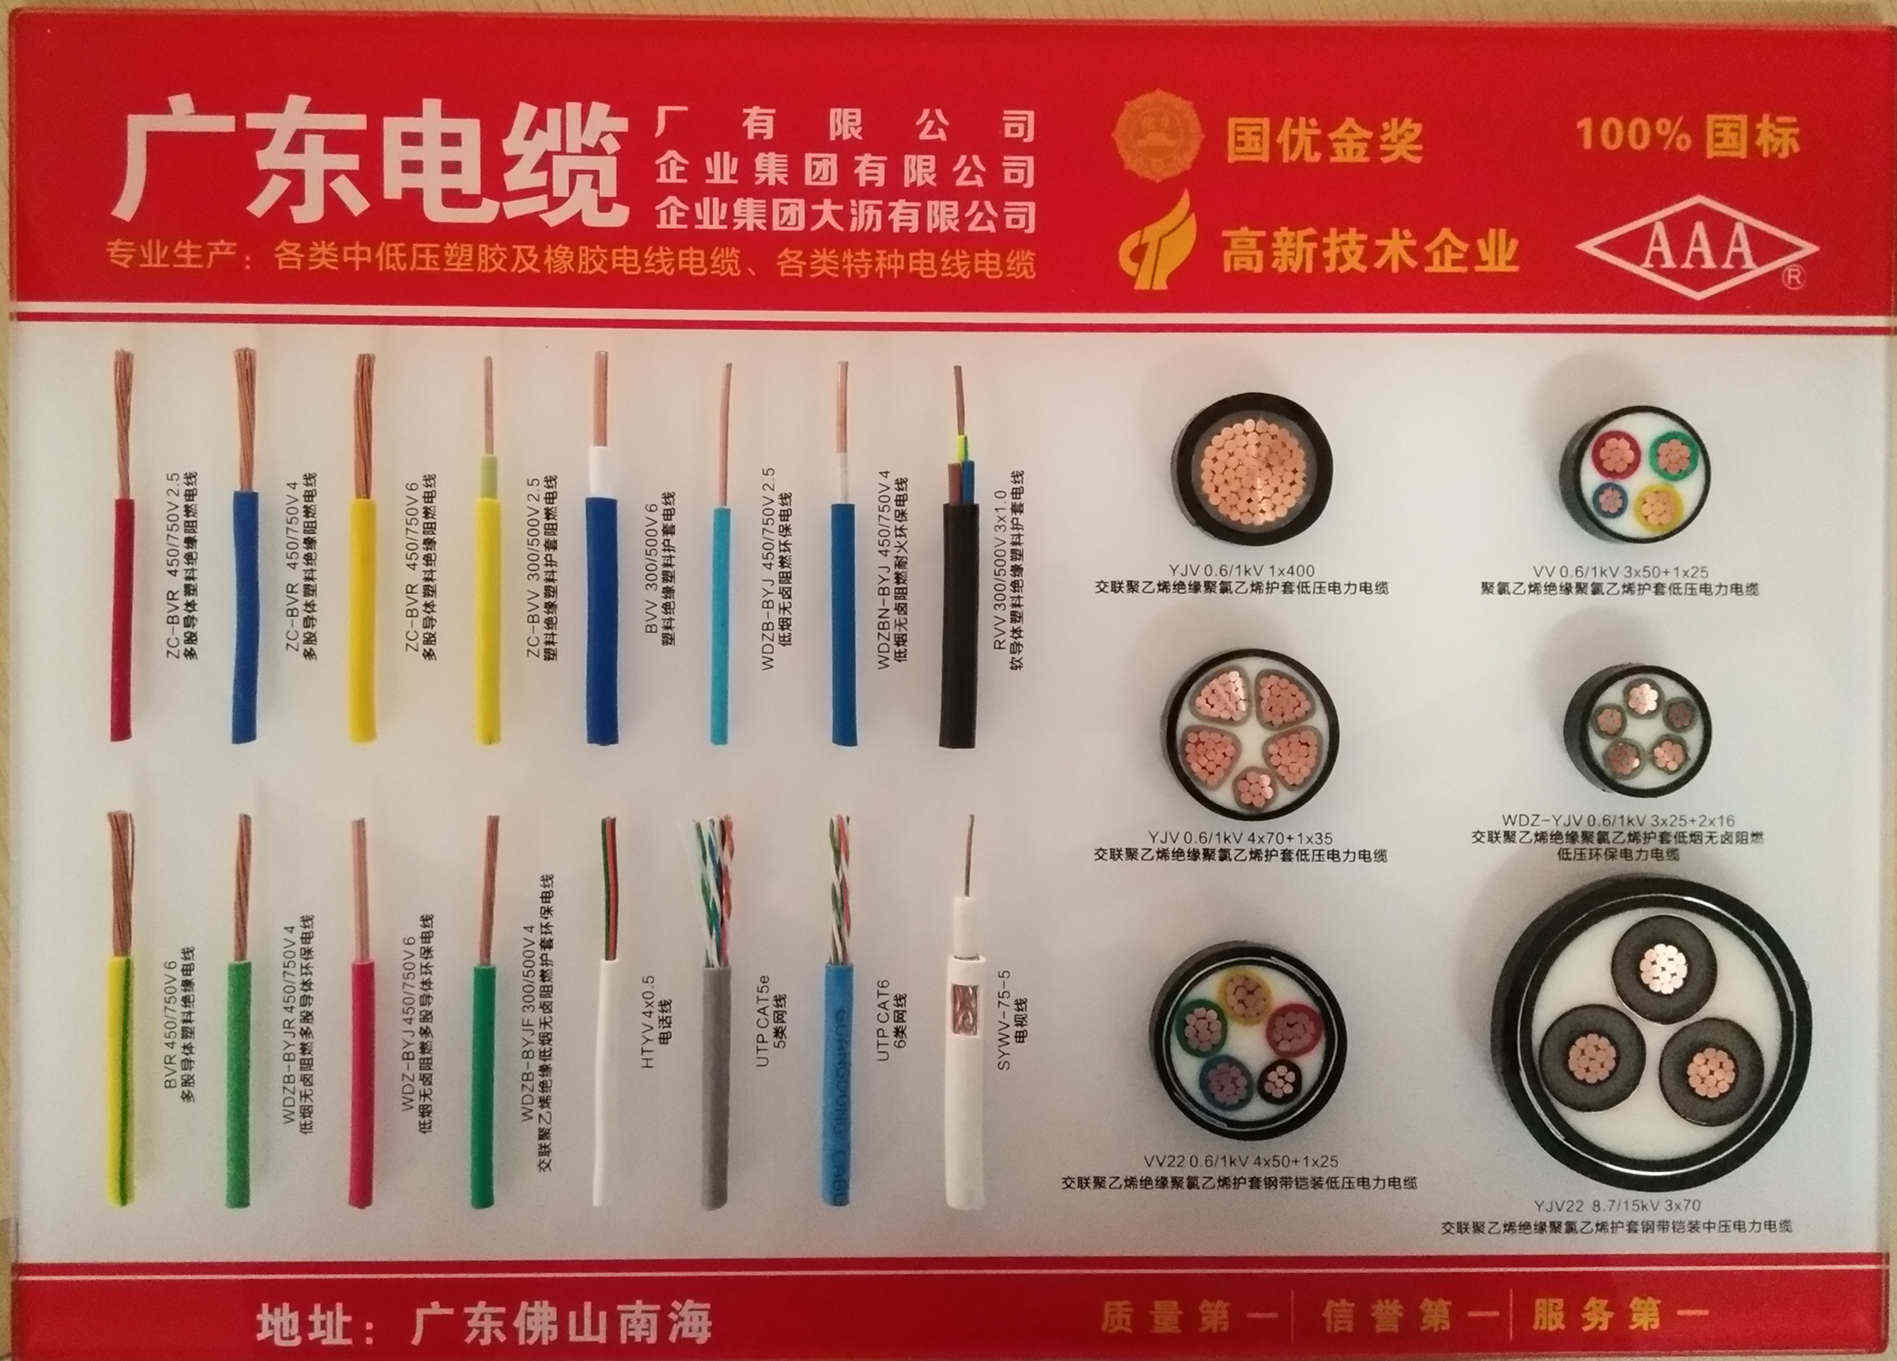 广东电缆
厂有限公司
企业集团有限公司
企业集团大沥有限公司
专业生产：各类中低压塑胶及橡胶电线电缆、各类特种电线电缆
国优金奖
高新技术企业
100% 国标
AAA
®
ZC-BVR 450/750V 2.5
多股导体塑料绝缘阻燃电线
ZC-BVR 450/750V 4
多股导体塑料绝缘阻燃电线
ZC-BVR 450/750V 6
多股导体塑料绝缘阻燃电线
ZC-BVV 300/500V 2.5
塑料绝缘塑料护套阻燃电线
BVV 300/500V 6
塑料绝缘塑料护套电线
WDZB-BYJ 450/750V 2.5
低烟无卤阻燃环保电线
WDZBN-BYJ 450/750V 4
低烟无卤阻燃耐火环保电线
RVV 300/500V 3x1.0
软导体塑料绝缘塑料护套电线
BVR 450/750V 6
多股导体塑料绝缘电线
WDZB-BYJR 450/750V 4
低烟无卤阻燃多股导体环保电线
WDZ-BYJ 450/750V 6
低烟无卤阻燃多股导体环保电线
WDZB-BYJF 300/500V 4
交联聚乙烯绝缘低烟无卤阻燃护套环保电线
HTYV 4x0.5
电话线
UTP CAT5e
5类网线
UTP CAT6
6类网线
SYWV-75-5
电视线
YJV 0.6/1kV 1x400
交联聚乙烯绝缘聚氯乙烯护套低压电力电缆
VV 0.6/1kV 3x50+1x25
聚氯乙烯绝缘聚氯乙烯护套低压电力电缆
YJV 0.6/1kV 4x70+1x35
交联聚乙烯绝缘聚氯乙烯护套低压电力电缆
WDZ-YJV 0.6/1kV 3x25+2x16
交联聚乙烯绝缘聚氯乙烯护套低烟无卤阻燃
低压环保电力电缆
VV22 0.6/1kV 4x50+1x25
交联聚乙烯绝缘聚氯乙烯护套钢带铠装低压电力电缆
YJV22 8.7/15kV 3x70
交联聚乙烯绝缘聚氯乙烯护套钢带铠装中压电力电缆
地址：广东佛山南海
质量第一｜信誉第一｜服务第一